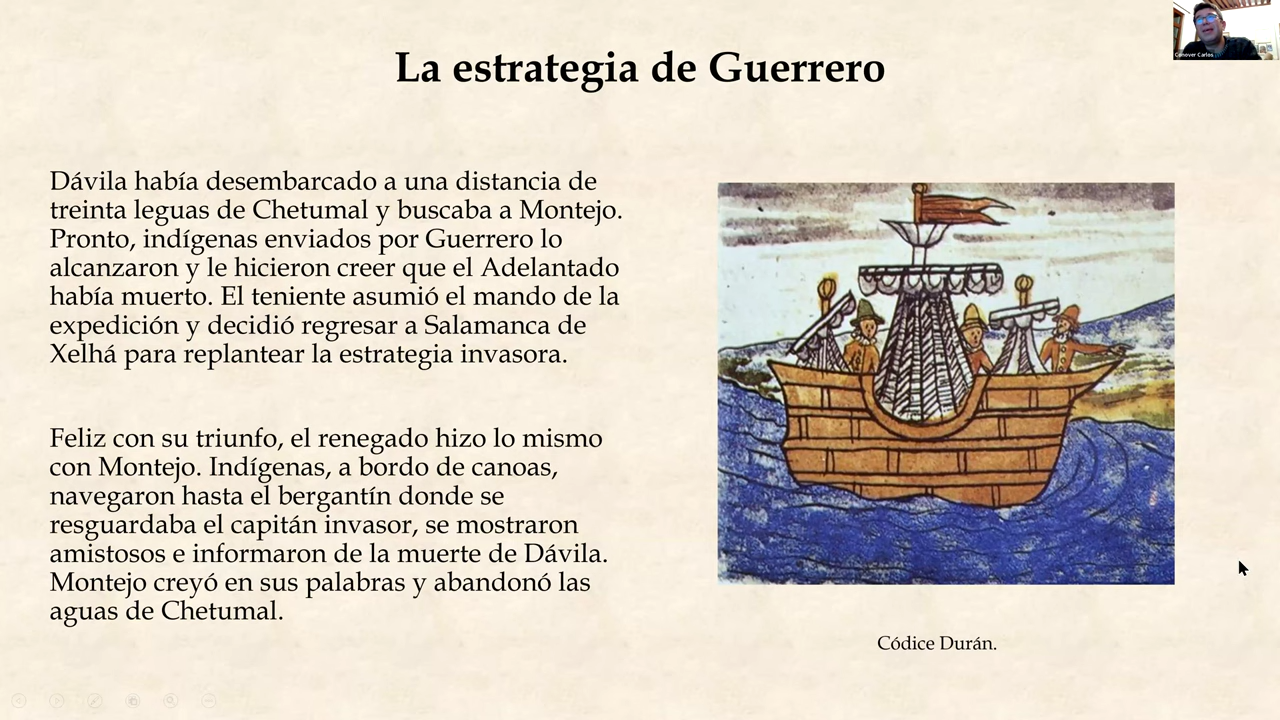 La estrategia de Guerrero
Dávila había desembarcado a una distancia de
treinta leguas de Chetumal y buscaba a Montejo.
Pronto, indígenas enviados por Guerrero lo
alcanzaron y le hicieron creer que el Adelantado
había muerto. El teniente asumió el mando de la
expedición y decidió regresar a Salamanca de
Xelhá para replantear la estrategia invasora.
Feliz con su triunfo, el renegado hizo lo mismo
con Montejo. Indígenas, a bordo de canoas,
navegaron hasta el bergantín donde se
resguardaba el capitán invasor, se mostraron
amistosos e informaron de la muerte de Dávila.
Montejo creyó en sus palabras y abandonó las
aguas de Chetumal.
Códice Durán.
Conover Carlos